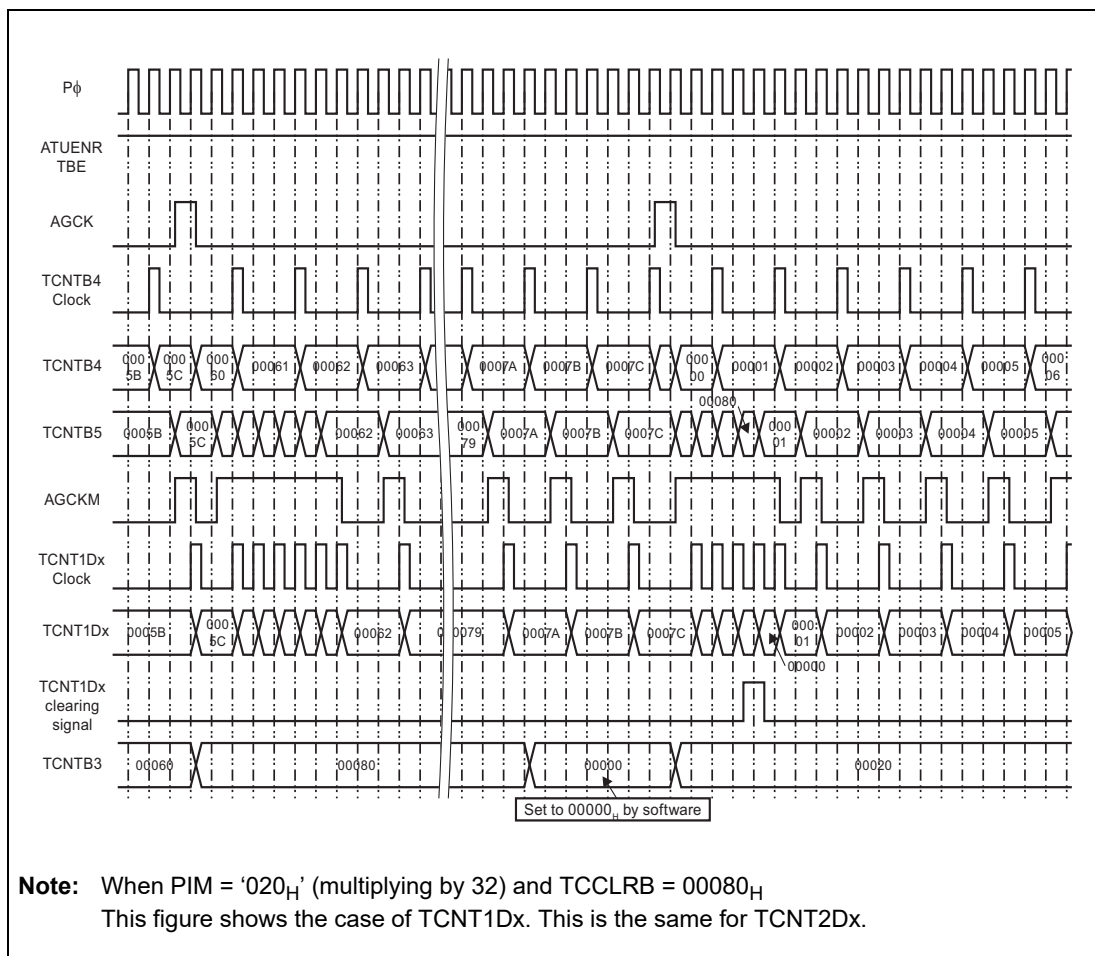 Pϕ
ATUENR
TBE
AGCK
TCNTB4
Clock
TCNTB4
000
5B
000
5C
000
60
00061
00062
00063
0007A
0007B
0007C
000
00
00001
00002
00003
00004
00005
000
06
00080
TCNTB5
0005B
000
5C
00062
00063
000
79
0007A
0007B
0007C
000
01
00002
00003
00004
00005
AGCKM
TCNT1Dx
Clock
TCNT1Dx
0005B
000
5C
00062
0007A
0007B
0007C
000
01
00002
00003
00004
00005
00000
TCNT1Dx
clearing
signal
TCNTB3
00060
00080
00000
00020
Set to 00000H by software
Note: When PIM = ‘020H’ (multiplying by 32) and TCCLRB = 00080H
This figure shows the case of TCNT1Dx. This is the same for TCNT2Dx.